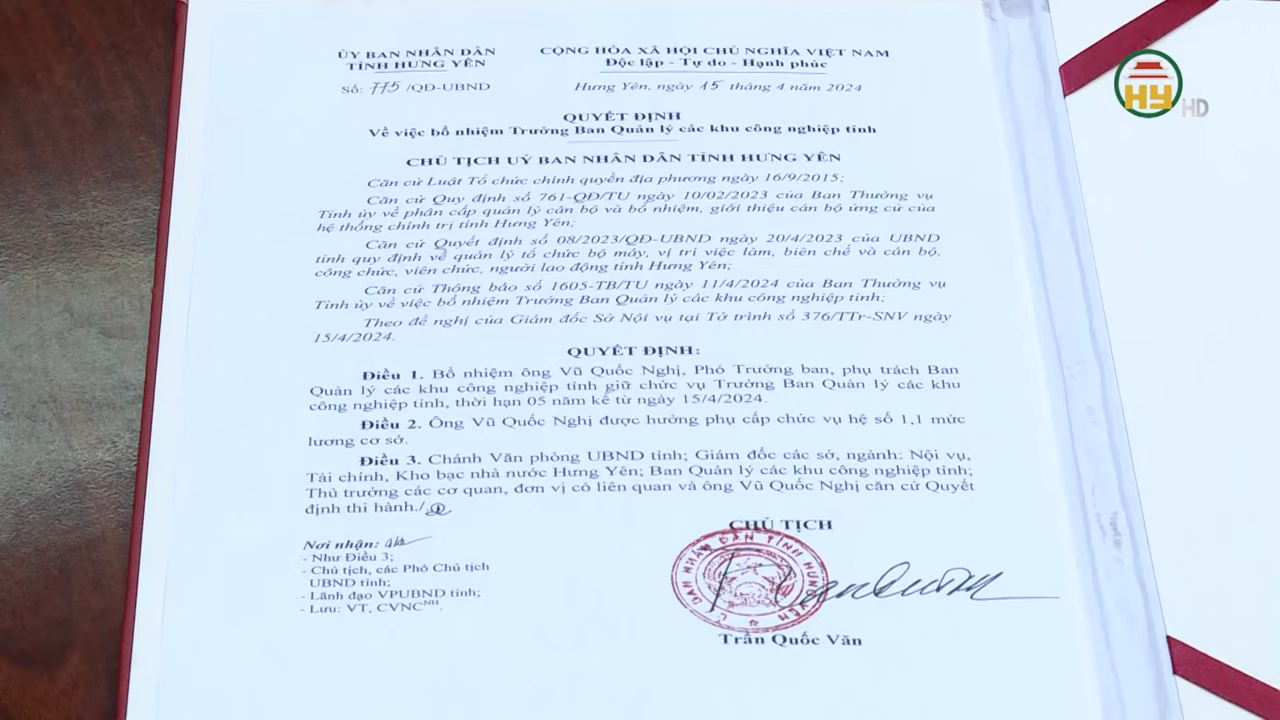 ỦY BAN NHÂN DÂN
TỈNH HƯNG YÊN
Số: 775 /QĐ-UBND
CỘNG HÒA XÃ HỘI CHỦ NGHĨA VIỆT NAM
Độc lập - Tự do - Hạnh phúc
Hưng Yên, ngày 15 tháng 4 năm 2024
HY HD
QUYẾT ĐỊNH
Về việc bổ nhiệm Trưởng Ban Quản lý các khu công nghiệp tỉnh
CHỦ TỊCH UỶ BAN NHÂN DÂN TỈNH HƯNG YÊN
Căn cứ Luật Tổ chức chính quyền địa phương ngày 16/9/2015;
Căn cứ Quy định số 761-QĐ/TU ngày 10/02/2023 của Ban Thường vụ
Tỉnh ủy về phân cấp quản lý cán bộ và bổ nhiệm, giới thiệu cán bộ ứng cử của
hệ thống chính trị tỉnh Hưng Yên;
Căn cứ Quyết định số 08/2023/QĐ-UBND ngày 20/4/2023 của UBND
tỉnh quy định về quản lý tổ chức bộ máy, vị trí việc làm, biên chế và cán bộ,
công chức, viên chức, người lao động tỉnh Hưng Yên;
Căn cứ Thông báo số 1605-TB/TU ngày 11/4/2024 của Ban Thường vụ
Tỉnh ủy về việc bổ nhiệm Trưởng Ban Quản lý các khu công nghiệp tỉnh;
Theo đề nghị của Giám đốc Sở Nội vụ tại Tờ trình số 376/TTr-SNV ngày
15/4/2024.
QUYẾT ĐỊNH:
Điều 1. Bổ nhiệm ông Vũ Quốc Nghị, Phó Trưởng ban, phụ trách Ban
Quản lý các khu công nghiệp tỉnh giữ chức vụ Trưởng Ban Quản lý các khu
công nghiệp tỉnh, thời hạn 05 năm kể từ ngày 15/4/2024.
Điều 2. Ông Vũ Quốc Nghị được hưởng phụ cấp chức vụ hệ số 1,1 mức
lương cơ sở.
Điều 3. Chánh Văn phòng UBND tỉnh; Giám đốc các sở, ngành: Nội vụ,
Tài chính, Kho bạc nhà nước Hưng Yên; Ban Quản lý các khu công nghiệp tỉnh;
Thủ trưởng các cơ quan, đơn vị có liên quan và ông Vũ Quốc Nghị căn cứ Quyết
định thi hành./.
Nơi nhận:
- Như Điều 3;
- Chủ tịch, các Phó Chủ tịch
UBND tỉnh;
- Lãnh đạo VPUBND tỉnh;
- Lưu: VT, CVNCNH.
CHỦ TỊCH
ỦY BAN NHÂN DÂN TỈNH HƯNG YÊN
Trần Quốc Văn